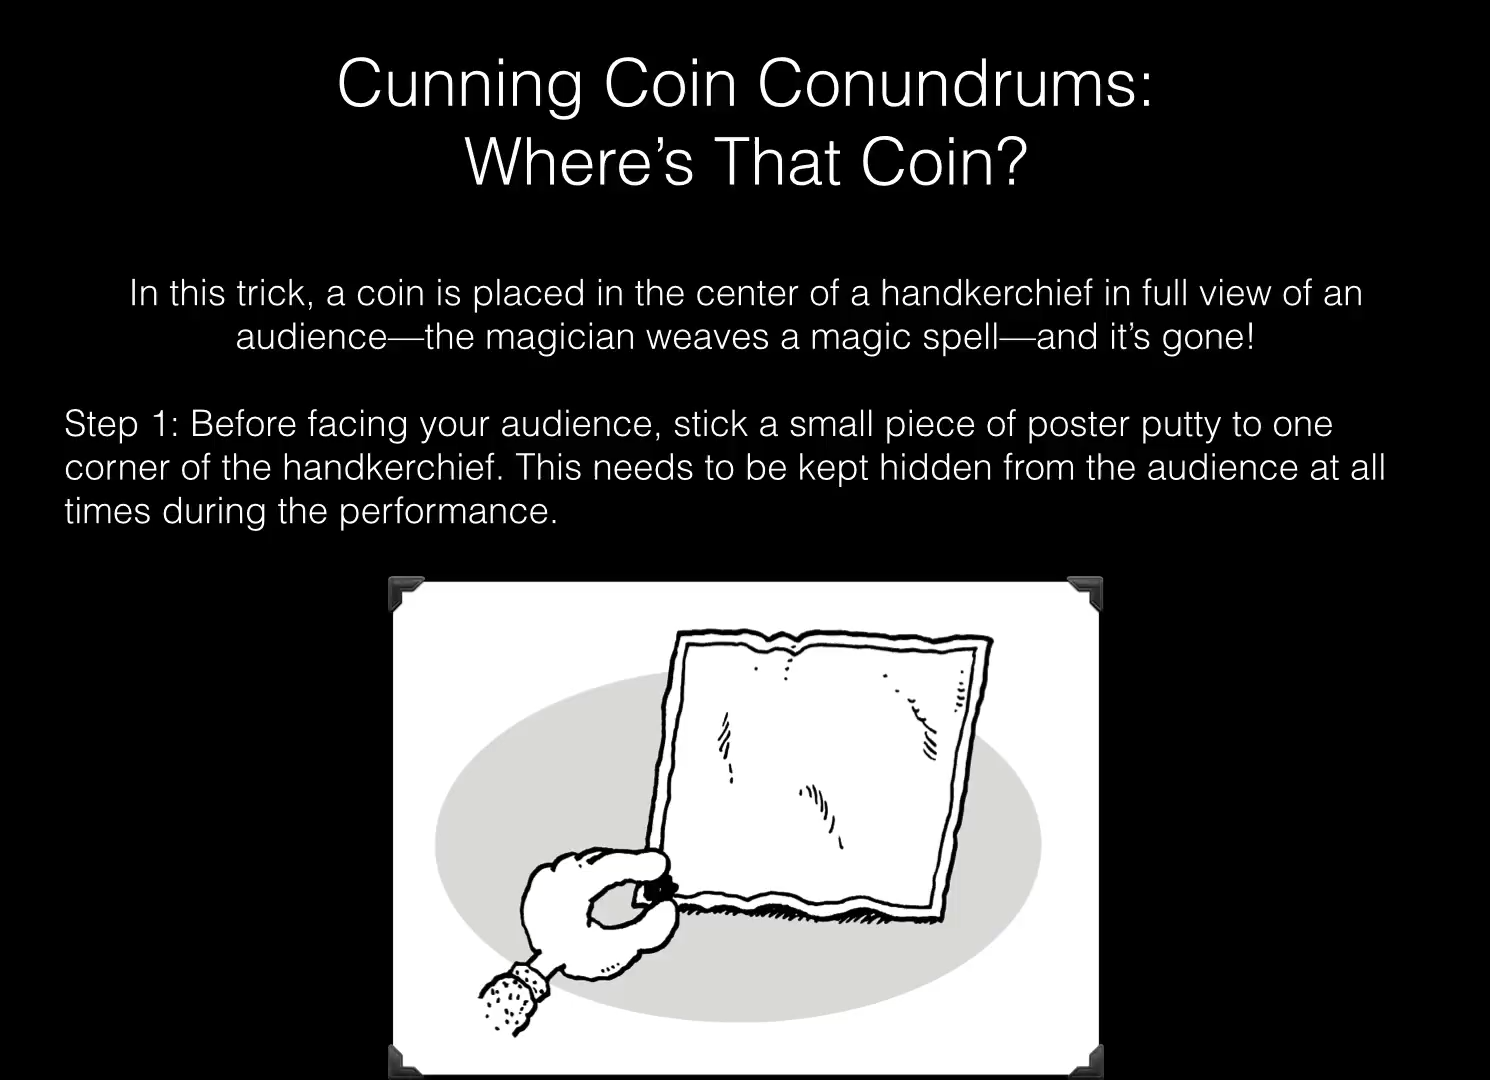 Cunning Coin Conundrums:
Where’s That Coin?
In this trick, a coin is placed in the center of a handkerchief in full view of an
audience—the magician weaves a magic spell—and it’s gone!
Step 1: Before facing your audience, stick a small piece of poster putty to one
corner of the handkerchief. This needs to be kept hidden from the audience at all
times during the performance.